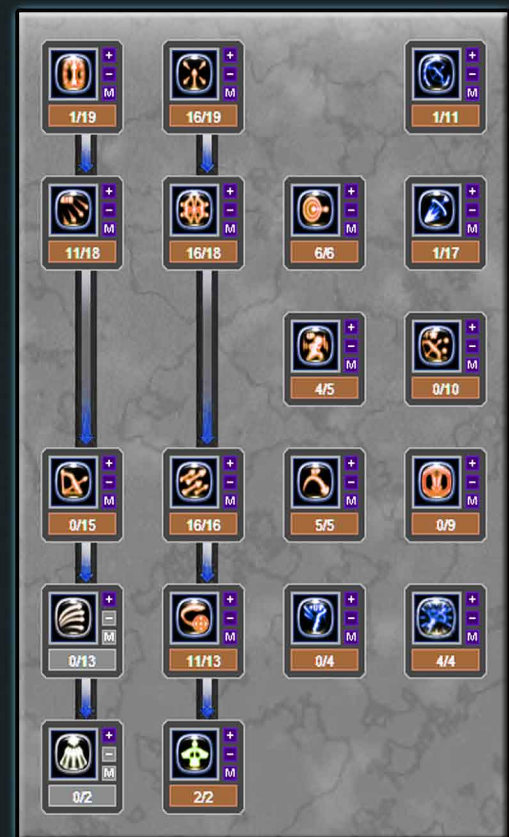 + + +
− − −
M M M
1/19 16/19 1/11
+ + + +
− − − −
M M M M
11/18 16/18 6/6 1/17
+ +
− −
M M
4/5 0/10
+ + + +
− − − −
M M M M
0/15 16/16 5/5 0/9
+ + + +
− − − −
M M M M
0/13 11/13 0/4 4/4
+ +
− −
M M
0/2 2/2